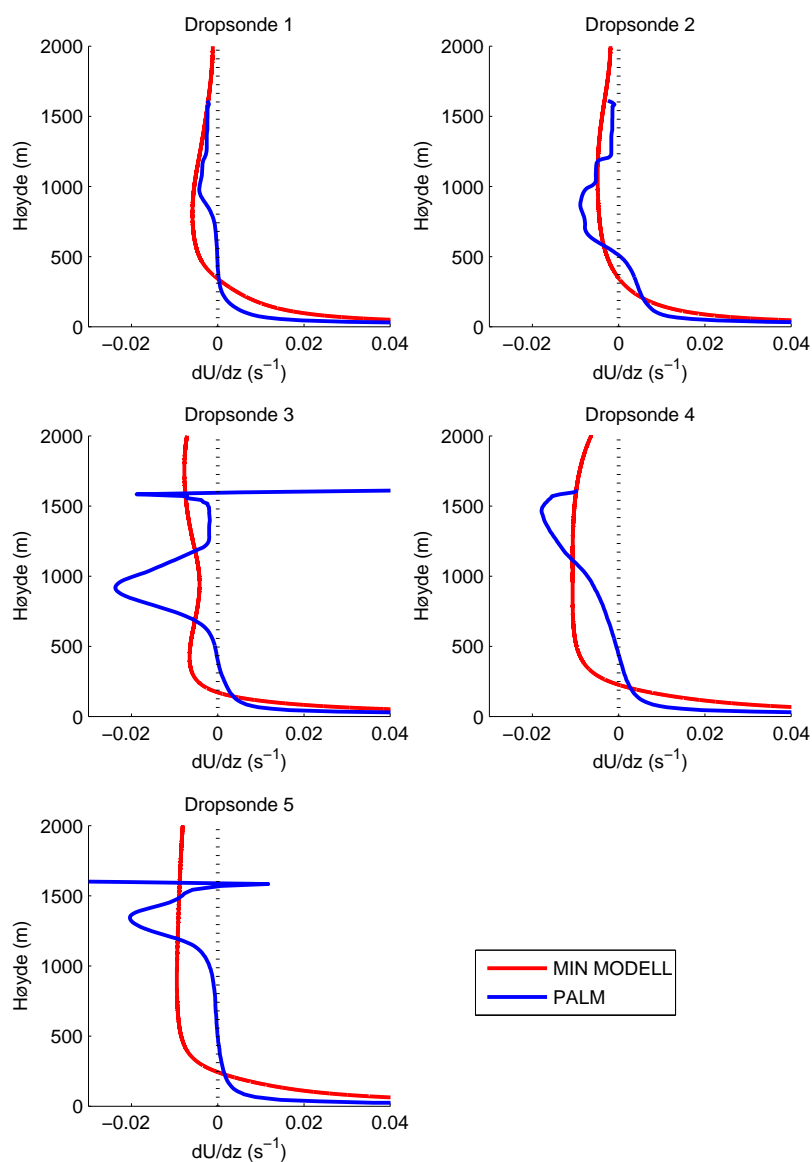 Dropsonde 1
2000
1500
1000
500
0
Høyde (m)
−0.02 0 0.02 0.04
dU/dz (s⁻¹)
Dropsonde 2
2000
1500
1000
500
0
Høyde (m)
−0.02 0 0.02 0.04
dU/dz (s⁻¹)
Dropsonde 3
2000
1500
1000
500
0
Høyde (m)
−0.02 0 0.02 0.04
dU/dz (s⁻¹)
Dropsonde 4
2000
1500
1000
500
0
Høyde (m)
−0.02 0 0.02 0.04
dU/dz (s⁻¹)
Dropsonde 5
2000
1500
1000
500
0
Høyde (m)
−0.02 0 0.02 0.04
dU/dz (s⁻¹)
MIN MODELL
PALM